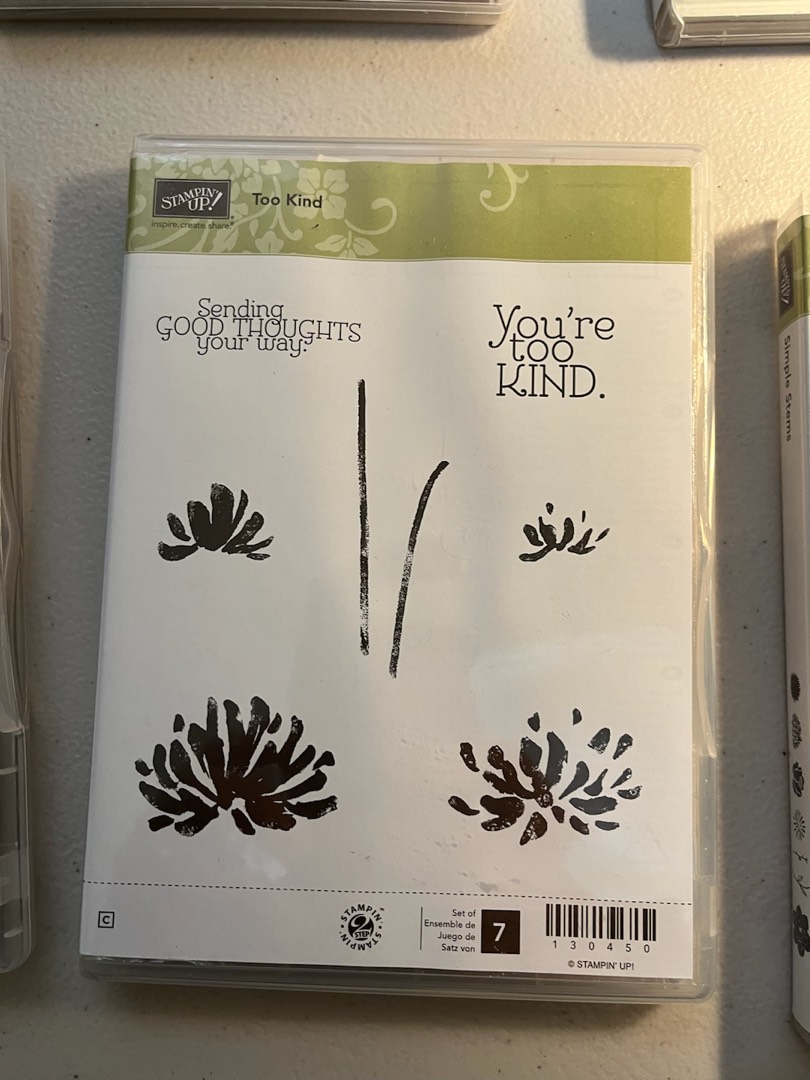 STAMPIN' UP!®
inspire.create.share.®
Too Kind
Sending
GOOD THOUGHTS
your way.
You're
too
KIND.
Simple Stems
C
STAMPIN'
2
STEP
STAMPIN'
Set of
Ensemble de
Juego de
Satz von
7
130450
© STAMPIN' UP!